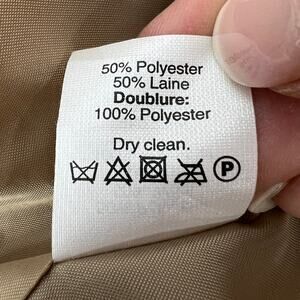 50% Polyester
50% Laine
Doublure:
100% Polyester
Dry clean.
P